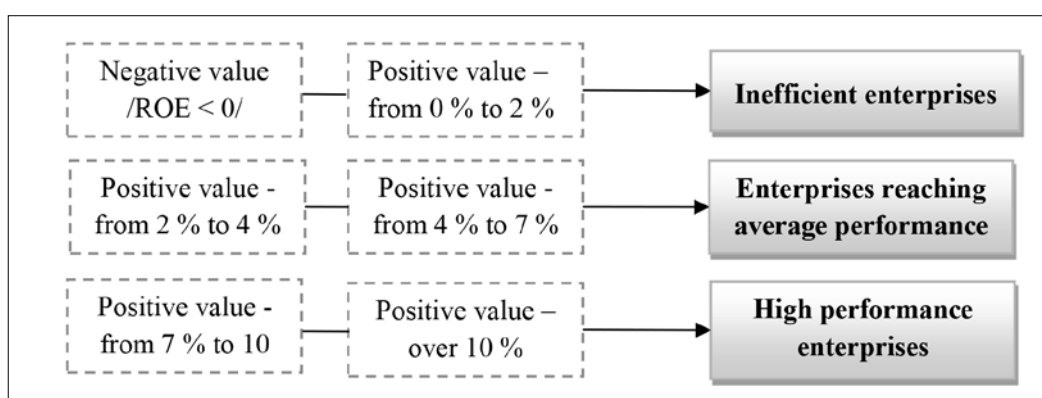 Negative value
/ROE < 0/
Positive value –
from 0 % to 2 %
Inefficient enterprises
Positive value -
from 2 % to 4 %
Positive value -
from 4 % to 7 %
Enterprises reaching
average performance
Positive value -
from 7 % to 10
Positive value –
over 10 %
High performance
enterprises